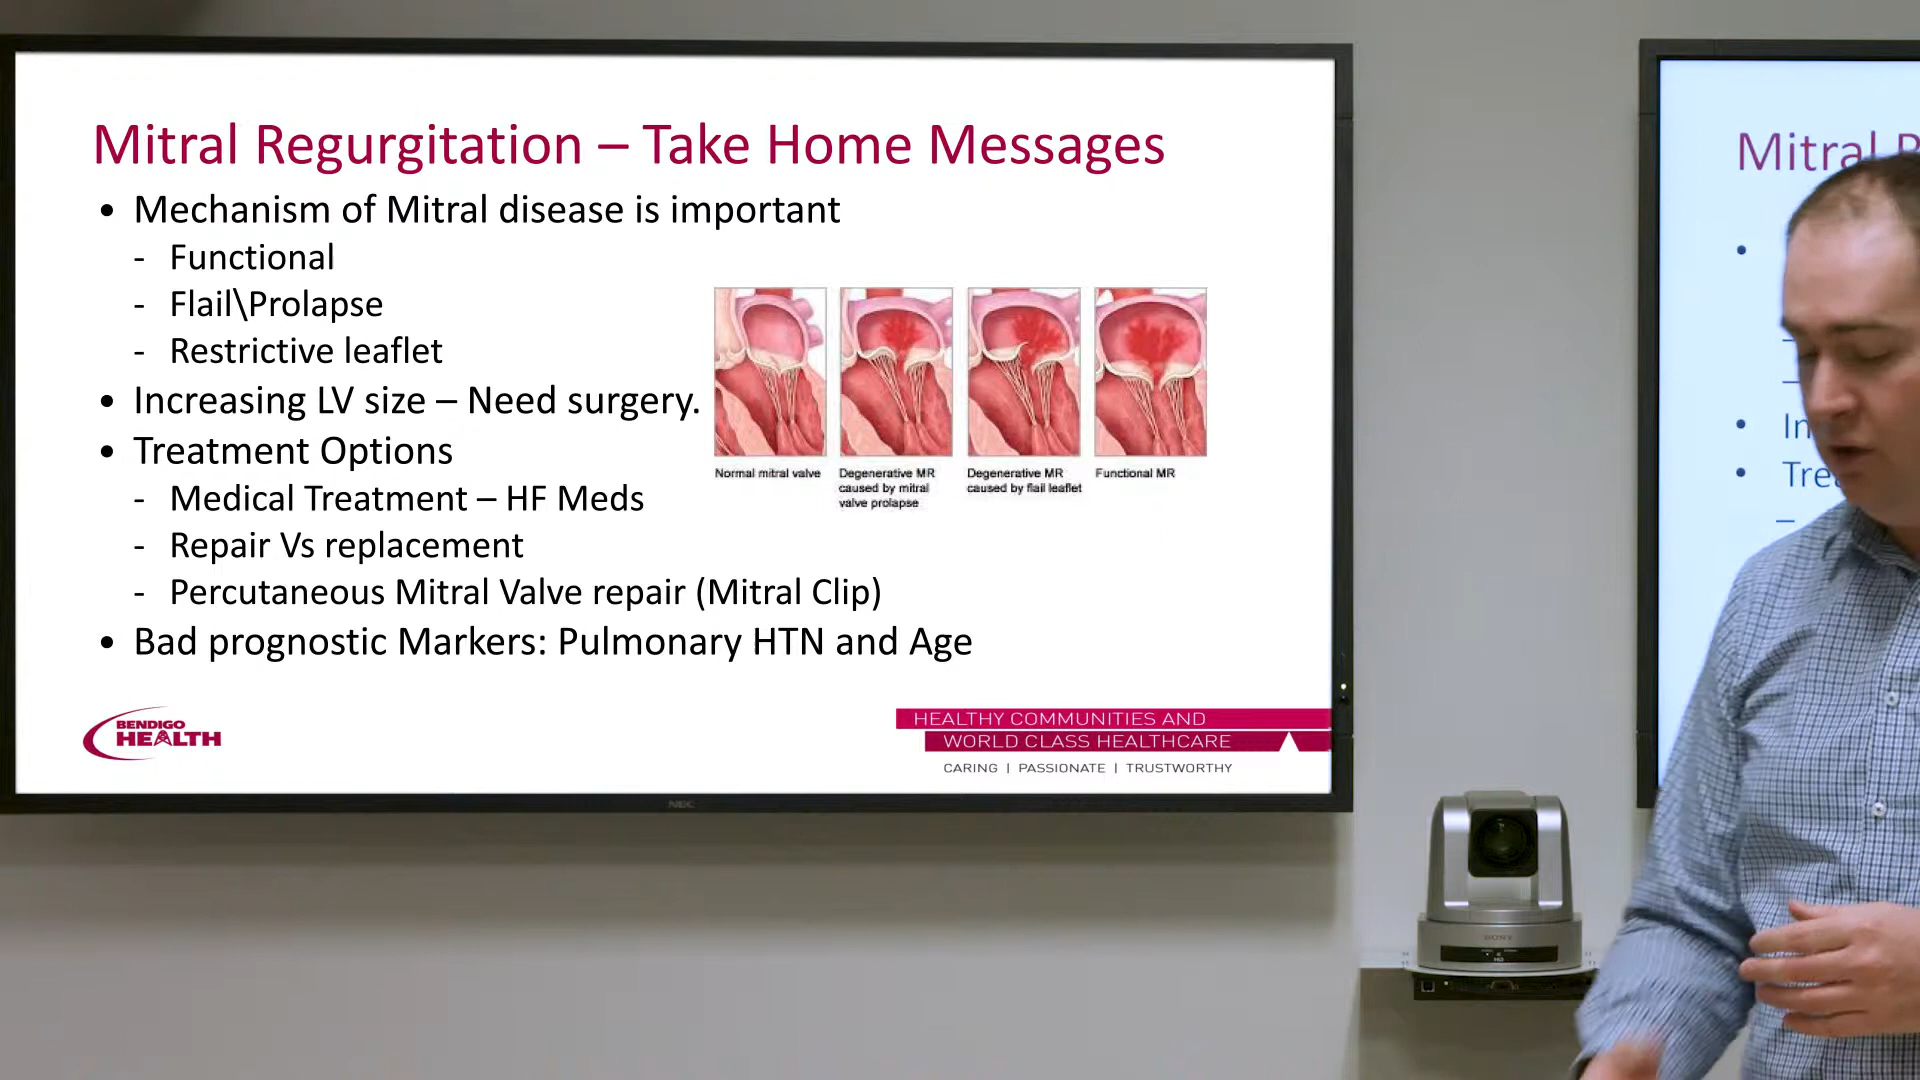 Mitral Regurgitation – Take Home Messages
• Mechanism of Mitral disease is important
- Functional
- Flail\Prolapse
- Restrictive leaflet
• Increasing LV size – Need surgery.
• Treatment Options
- Medical Treatment – HF Meds
- Repair Vs replacement
- Percutaneous Mitral Valve repair (Mitral Clip)
• Bad prognostic Markers: Pulmonary HTN and Age
Normal mitral valve
Degenerative MR
caused by mitral
valve prolapse
Degenerative MR
caused by flail leaflet
Functional MR
BENDIGO
HEALTH
HEALTHY COMMUNITIES AND
WORLD CLASS HEALTHCARE
CARING | PASSIONATE | TRUSTWORTHY
NEC
Mitral
•
–
–
• In
• Tre
–
SONY